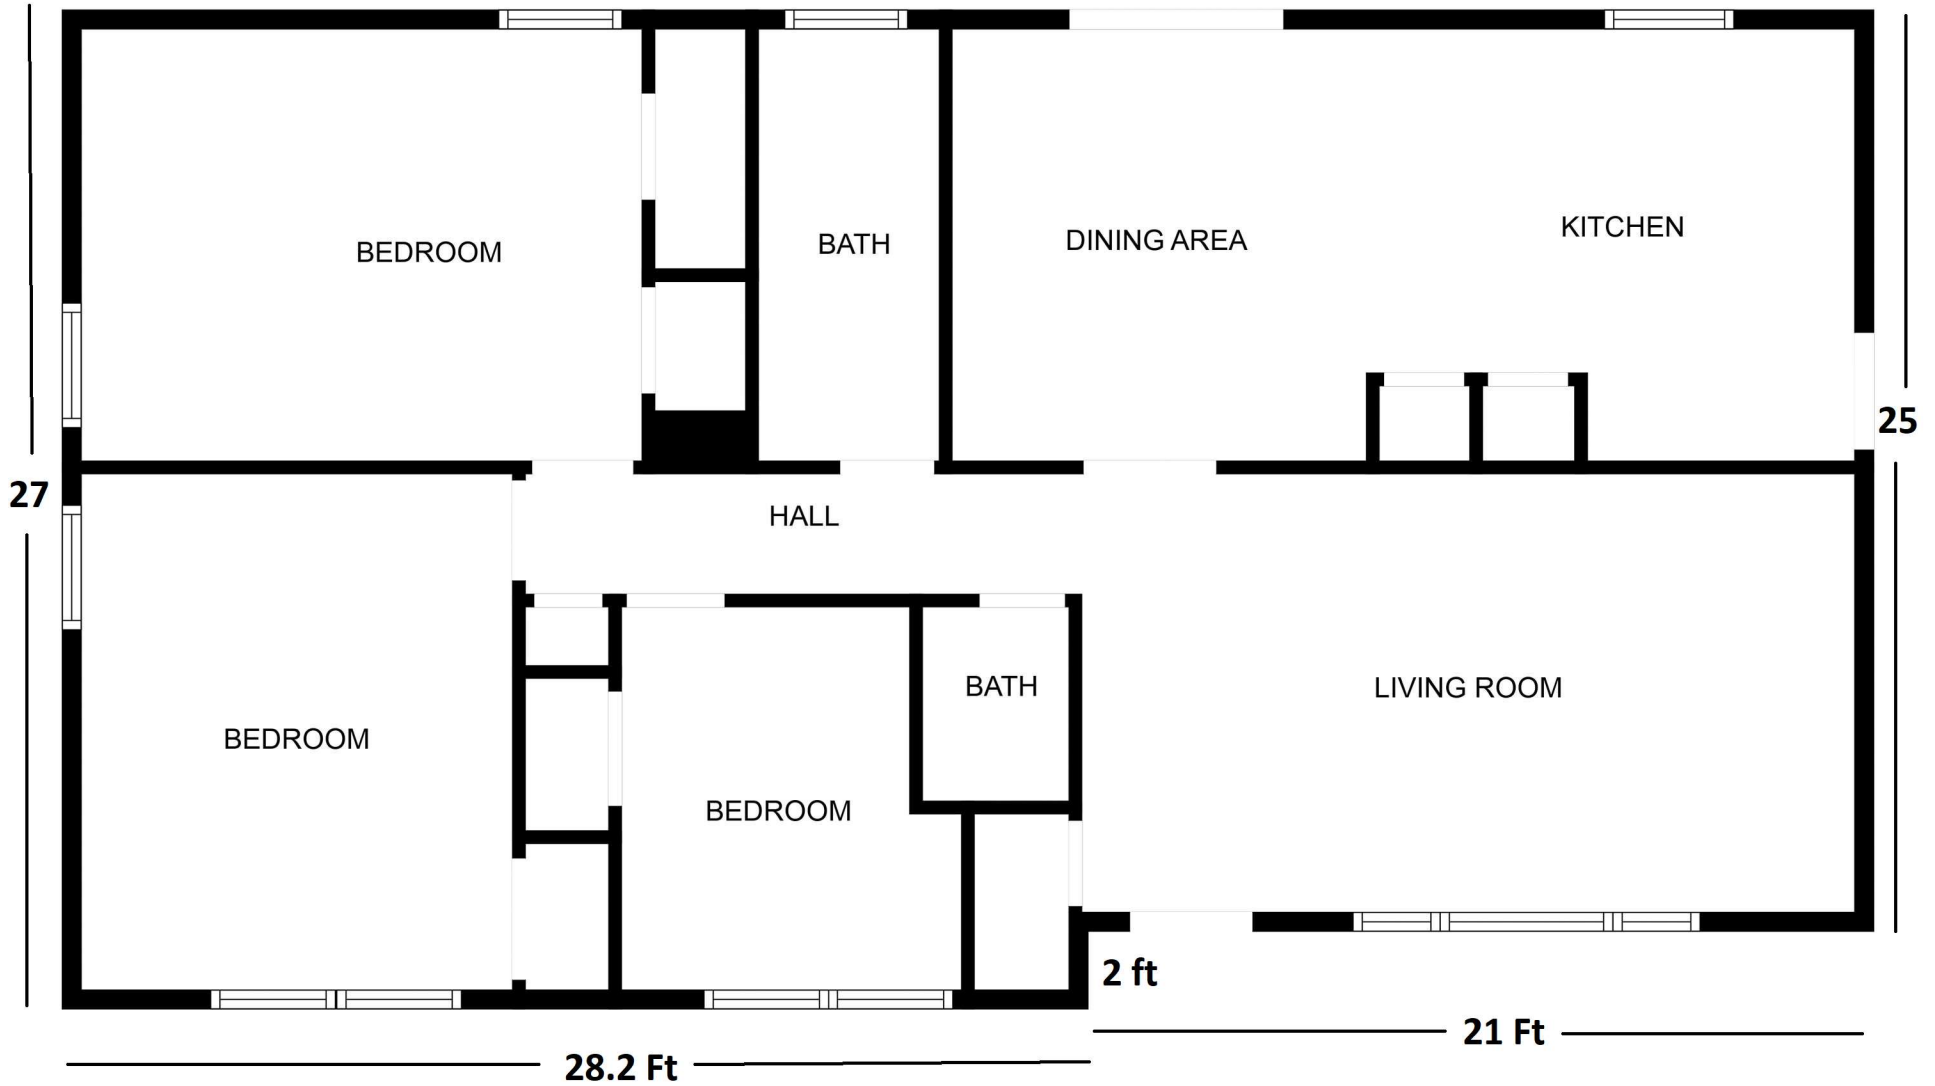 BEDROOM
BATH
DINING AREA
KITCHEN
25
27
HALL
BEDROOM
BEDROOM
BATH
LIVING ROOM
2 ft
21 Ft
28.2 Ft